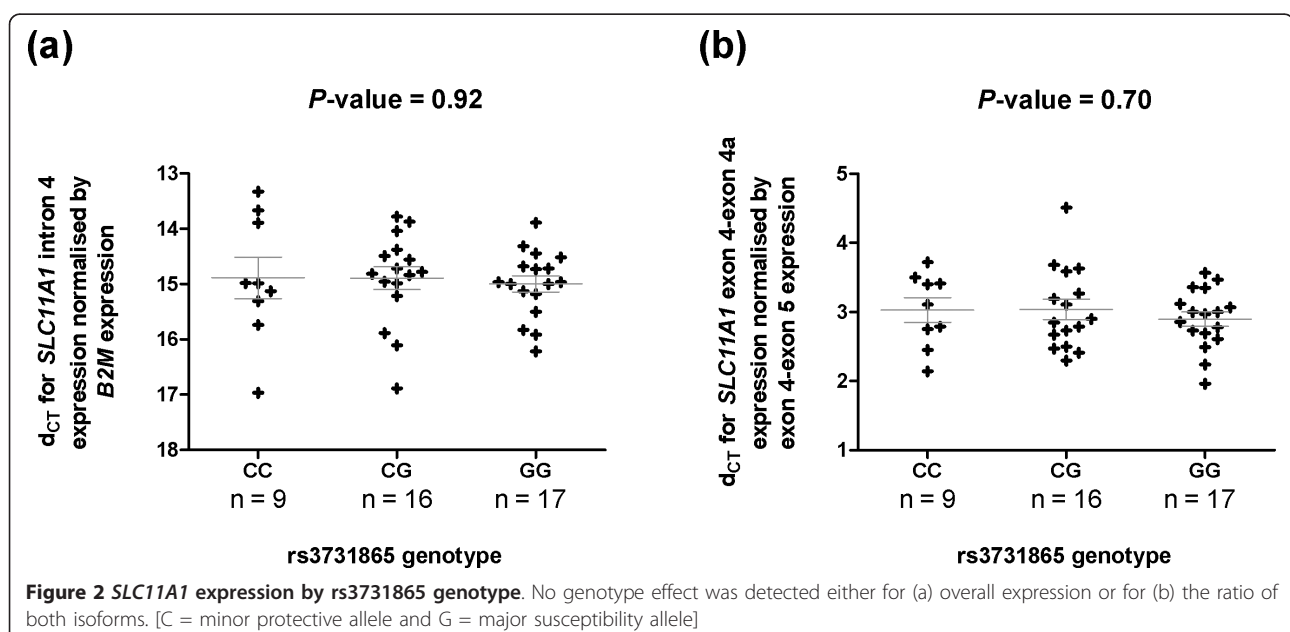 (a)
P-value = 0.92
dCT for SLC11A1 intron 4
expression normalised by
B2M expression
13
14
15
16
17
18
CC
CG
GG
n = 9
n = 16
n = 17
rs3731865 genotype
(b)
P-value = 0.70
dCT for SLC11A1 exon 4-exon 4a
expression normalised by
exon 4-exon 5 expression
5
4
3
2
1
CC
CG
GG
n = 9
n = 16
n = 17
rs3731865 genotype
Figure 2 SLC11A1 expression by rs3731865 genotype. No genotype effect was detected either for (a) overall expression or for (b) the ratio of
both isoforms. [C = minor protective allele and G = major susceptibility allele]